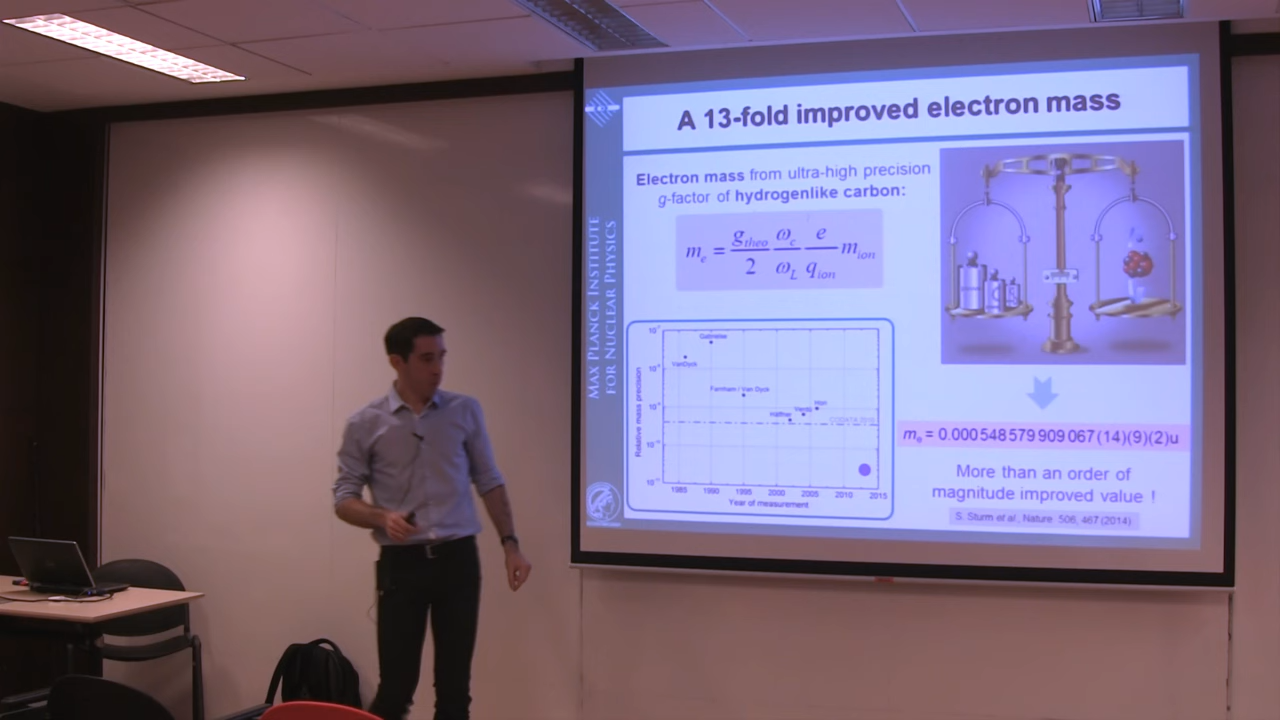 A 13-fold improved electron mass
MAX PLANCK INSTITUTE
FOR NUCLEAR PHYSICS
Electron mass from ultra-high precision
g-factor of hydrogenlike carbon:
mₑ = g_theo/2 ω_c/ω_L e/q_ion m_ion
Relative mass precision
Gabrielse
VanDyck
Farnham / Van Dyck
Häffner
Verdú
Hori
1985 1990 1995 2000 2005 2010 2015
Year of measurement
mₑ = 0.000 548 579 909 067 (14)(9)(2)u
More than an order of
magnitude improved value !
S. Sturm et al., Nature 506, 467 (2014)